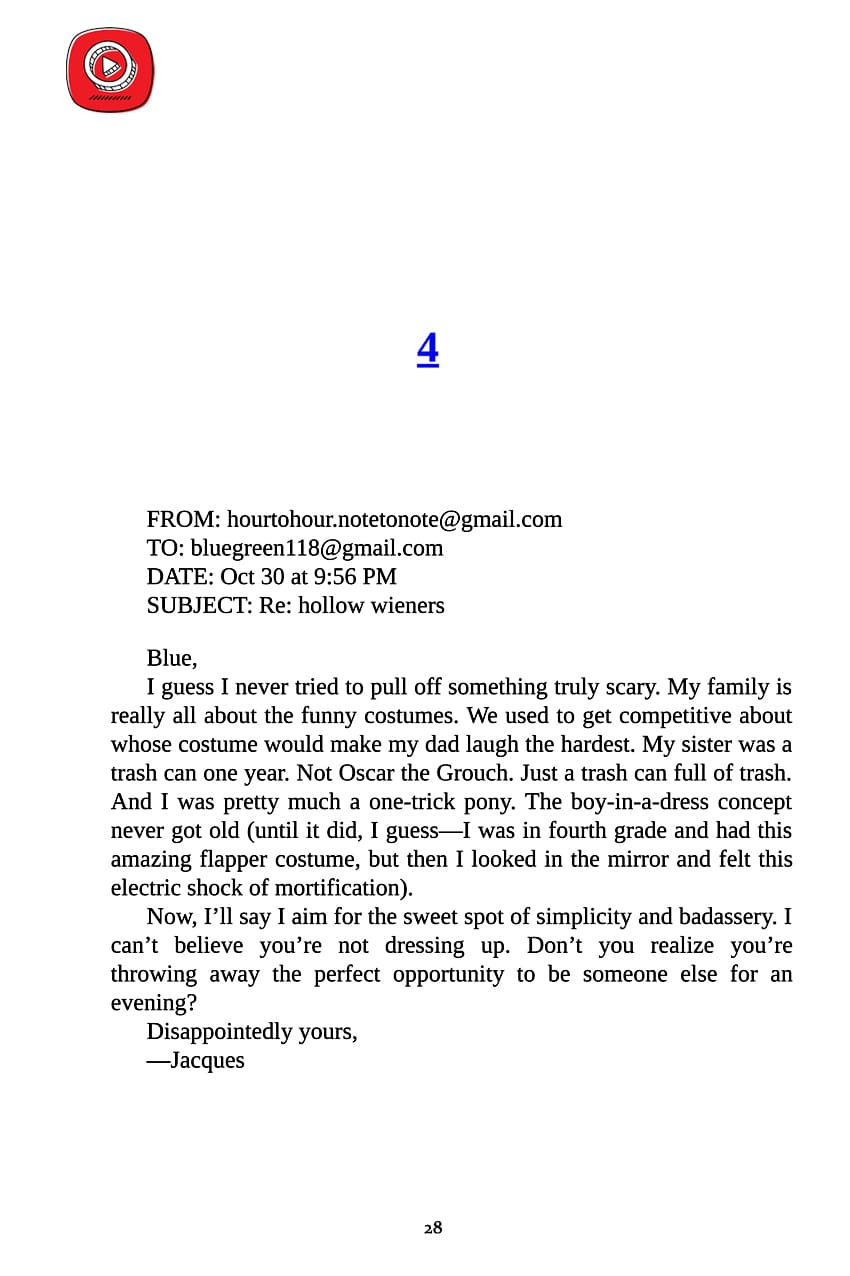 4
FROM: hourtohour.notetonote@gmail.com
TO: bluegreen118@gmail.com
DATE: Oct 30 at 9:56 PM
SUBJECT: Re: hollow wieners
Blue,
I guess I never tried to pull off something truly scary. My family is
really all about the funny costumes. We used to get competitive about
whose costume would make my dad laugh the hardest. My sister was a
trash can one year. Not Oscar the Grouch. Just a trash can full of trash.
And I was pretty much a one-trick pony. The boy-in-a-dress concept
never got old (until it did, I guess—I was in fourth grade and had this
amazing flapper costume, but then I looked in the mirror and felt this
electric shock of mortification).
Now, I’ll say I aim for the sweet spot of simplicity and badassery. I
can’t believe you’re not dressing up. Don’t you realize you’re
throwing away the perfect opportunity to be someone else for an
evening?
Disappointedly yours,
—Jacques
28